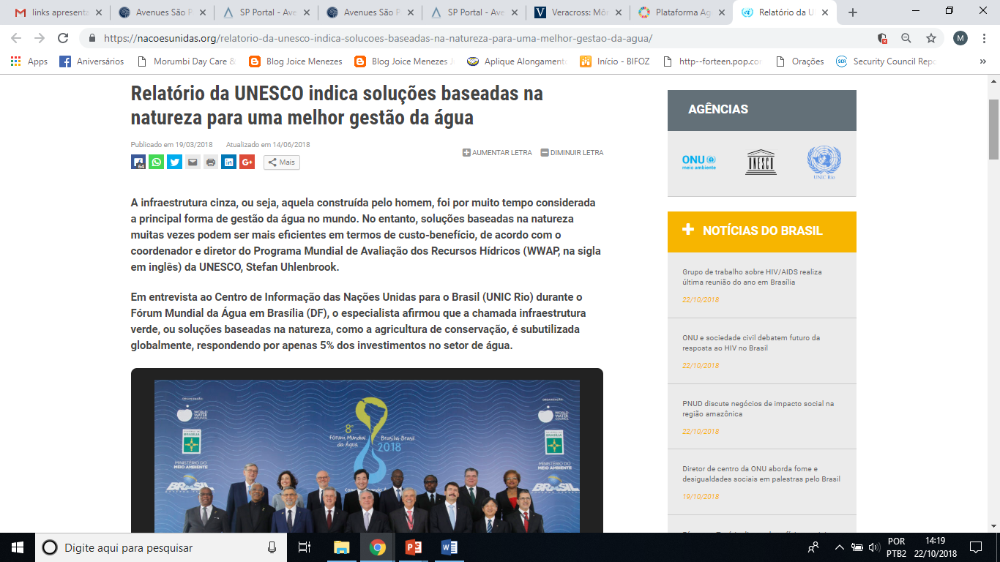 links apresenta
Avenues São P
SP Portal - Ave
Avenues São P
SP Portal - Ave
Veracross: Môn
Plataforma Age
Relatório da U
https://nacoesunidas.org/relatorio-da-unesco-indica-solucoes-baseadas-na-natureza-para-uma-melhor-gestao-da-agua/
M
Apps
Aniversários
Morumbi Day Care &
Blog Joice Menezes
Blog Joice Menezes J
Aplique Alongament
Início - BIFOZ
http--forteen.pop.co
Orações
Security Council Repo
Relatório da UNESCO indica soluções baseadas na
natureza para uma melhor gestão da água
Publicado em 19/03/2018 Atualizado em 14/06/2018
AUMENTAR LETRA DIMINUIR LETRA
64
Mais
A infraestrutura cinza, ou seja, aquela construída pelo homem, foi por muito tempo considerada
a principal forma de gestão da água no mundo. No entanto, soluções baseadas na natureza
muitas vezes podem ser mais eficientes em termos de custo-benefício, de acordo com o
coordenador e diretor do Programa Mundial de Avaliação dos Recursos Hídricos (WWAP, na sigla
em inglês) da UNESCO, Stefan Uhlenbrook.
Em entrevista ao Centro de Informação das Nações Unidas para o Brasil (UNIC Rio) durante o
Fórum Mundial da Água em Brasília (DF), o especialista afirmou que a chamada infraestrutura
verde, ou soluções baseadas na natureza, como a agricultura de conservação, é subutilizada
globalmente, respondendo por apenas 5% dos investimentos no setor de água.
WORLD
WATER
COUNCIL
MINISTÉRIO DO
MEIO AMBIENTE
BRASIL
8º
Fórum Mundial
da Água
Brasília-Brasil
2018
WORLD
WATER
COUNCIL
MINISTÉRIO DO
MEIO AMBIENTE
BRASIL
AGÊNCIAS
ONU
meio ambiente
UNESCO
UNIC Rio
NOTÍCIAS DO BRASIL
Grupo de trabalho sobre HIV/AIDS realiza
última reunião do ano em Brasília
22/10/2018
ONU e sociedade civil debatem futuro da
resposta ao HIV no Brasil
22/10/2018
PNUD discute negócios de impacto social na
região amazônica
22/10/2018
Diretor de centro da ONU aborda fome e
desigualdades sociais em palestras pelo Brasil
19/10/2018
Digite aqui para pesquisar
POR
PTB2
14:19
22/10/2018